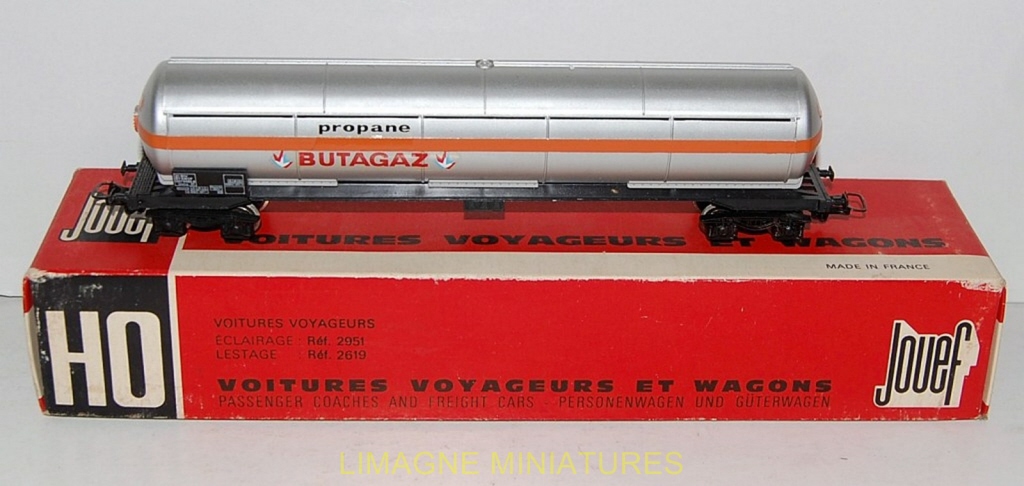 propane
BUTAGAZ
Jouef
VOITURES VOYAGEURS ET WAGONS
MADE IN FRANCE
HO
VOITURES VOYAGEURS
ÉCLAIRAGE : Réf. 2951
LESTAGE : Réf. 2619
VOITURES VOYAGEURS ET WAGONS
PASSENGER COACHES AND FREIGHT CARS - PERSONENWAGEN UND GÜTERWAGEN
Jouef
LIMAGNE MINIATURES